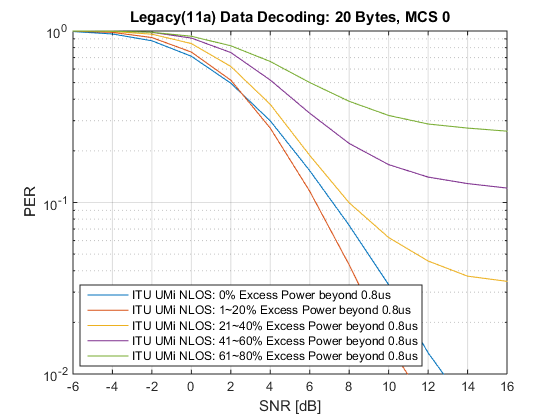 Legacy(11a) Data Decoding: 20 Bytes, MCS 0
PER
10^0
10^-1
10^-2
ITU UMi NLOS: 0% Excess Power beyond 0.8us
ITU UMi NLOS: 1~20% Excess Power beyond 0.8us
ITU UMi NLOS: 21~40% Excess Power beyond 0.8us
ITU UMi NLOS: 41~60% Excess Power beyond 0.8us
ITU UMi NLOS: 61~80% Excess Power beyond 0.8us
-6 -4 -2 0 2 4 6 8 10 12 14 16
SNR [dB]